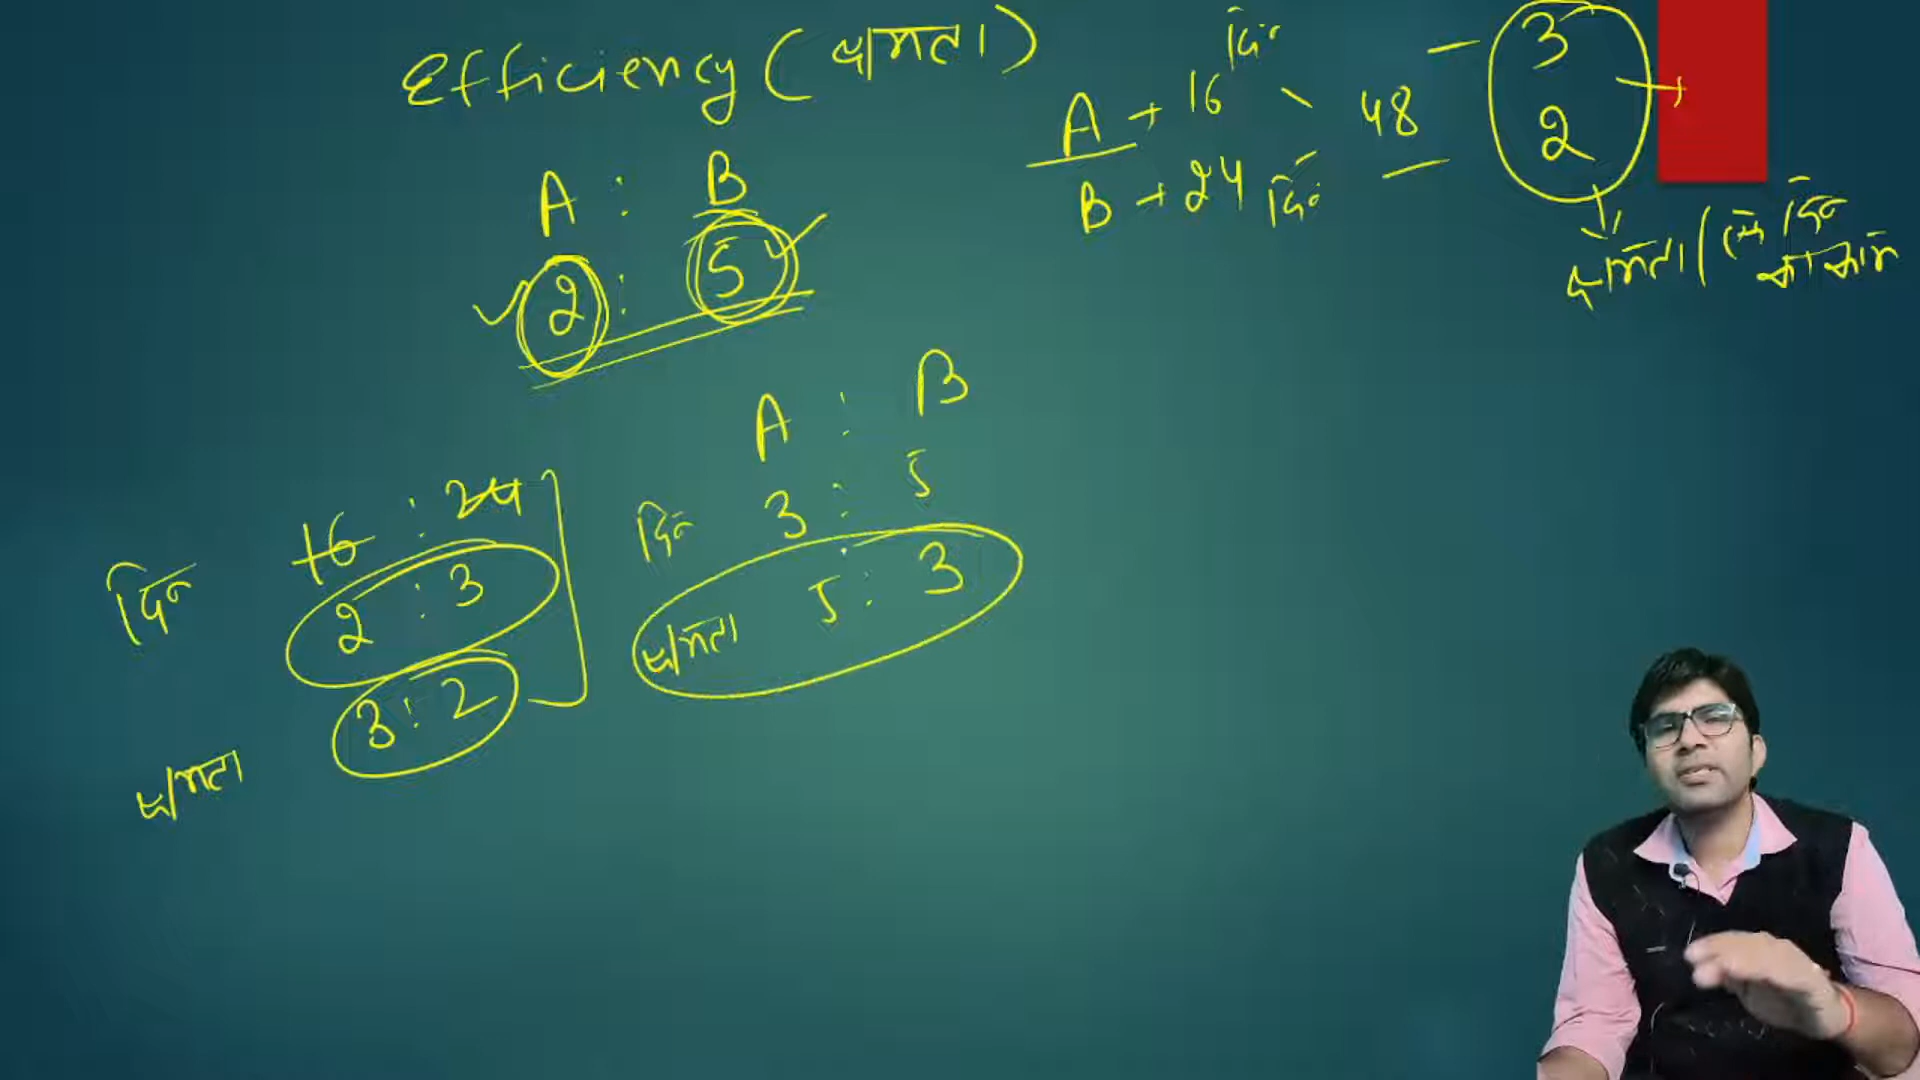 Efficiency (क्षमता)
A : B
2 : 5
A → 16 दिन
B → 24 दिन
48
3
2
क्षमता / एक दिन का काम
दिन 16 : 24
2 : 3
क्षमता 3 : 2
A : B
दिन 3 : 5
क्षमता 5 : 3